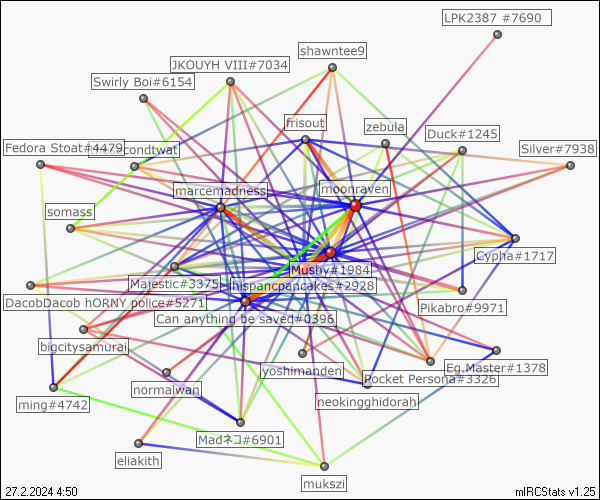 LPK2387 #7690
shawntee9
JKOUYH VIII#7034
Swirly Boi#6154
frisout
zebula
Duck#1245
Fedora Stoat#4479
condtwat
Silver#7938
marcemadness
moonraven
somass
Cypha#1717
Mushy#1984
Majestic#3375
hispancpancakes#2928
DacobDacob hORNY police#5271
Pikabro#9971
Can anything be saved#0396
bigcitysamurai
yoshimanden
Eg.Master#1378
Pocket Persona#3326
normalwan
neokingghidorah
ming#4742
Madネコ#6901
eliakith
mukszi
27.2.2024 4:50
mIRCStats v1.25